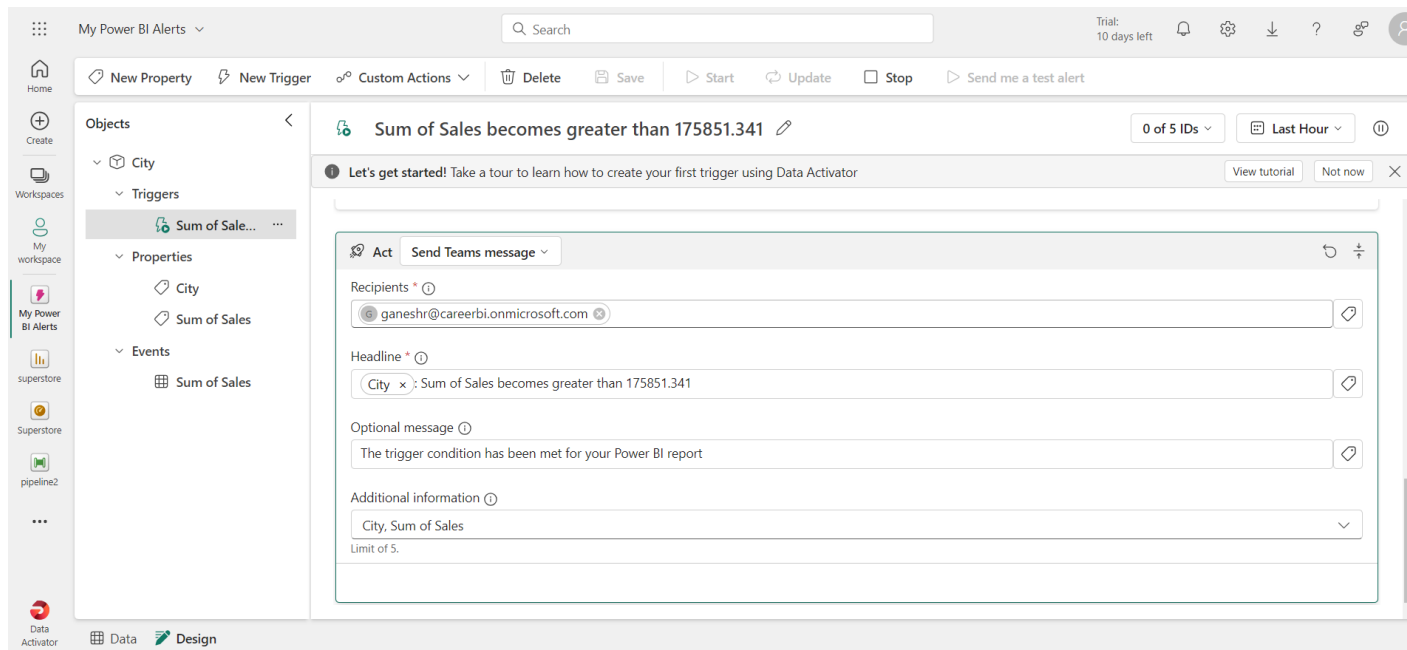 My Power BI Alerts
Search
Trial:
10 days left
Home
Create
Workspaces
My
workspace
My Power
BI Alerts
superstore
Superstore
pipeline2
Data
Activator
New Property
New Trigger
Custom Actions
Delete
Save
Start
Update
Stop
Send me a test alert
Objects
City
Triggers
Sum of Sale...
Properties
City
Sum of Sales
Events
Sum of Sales
Sum of Sales becomes greater than 175851.341
0 of 5 IDs
Last Hour
Let's get started! Take a tour to learn how to create your first trigger using Data Activator
View tutorial
Not now
Act
Send Teams message
Recipients *
G ganeshr@careerbi.onmicrosoft.com
Headline *
City × : Sum of Sales becomes greater than 175851.341
Optional message
The trigger condition has been met for your Power BI report
Additional information
City, Sum of Sales
Limit of 5.
Data
Design